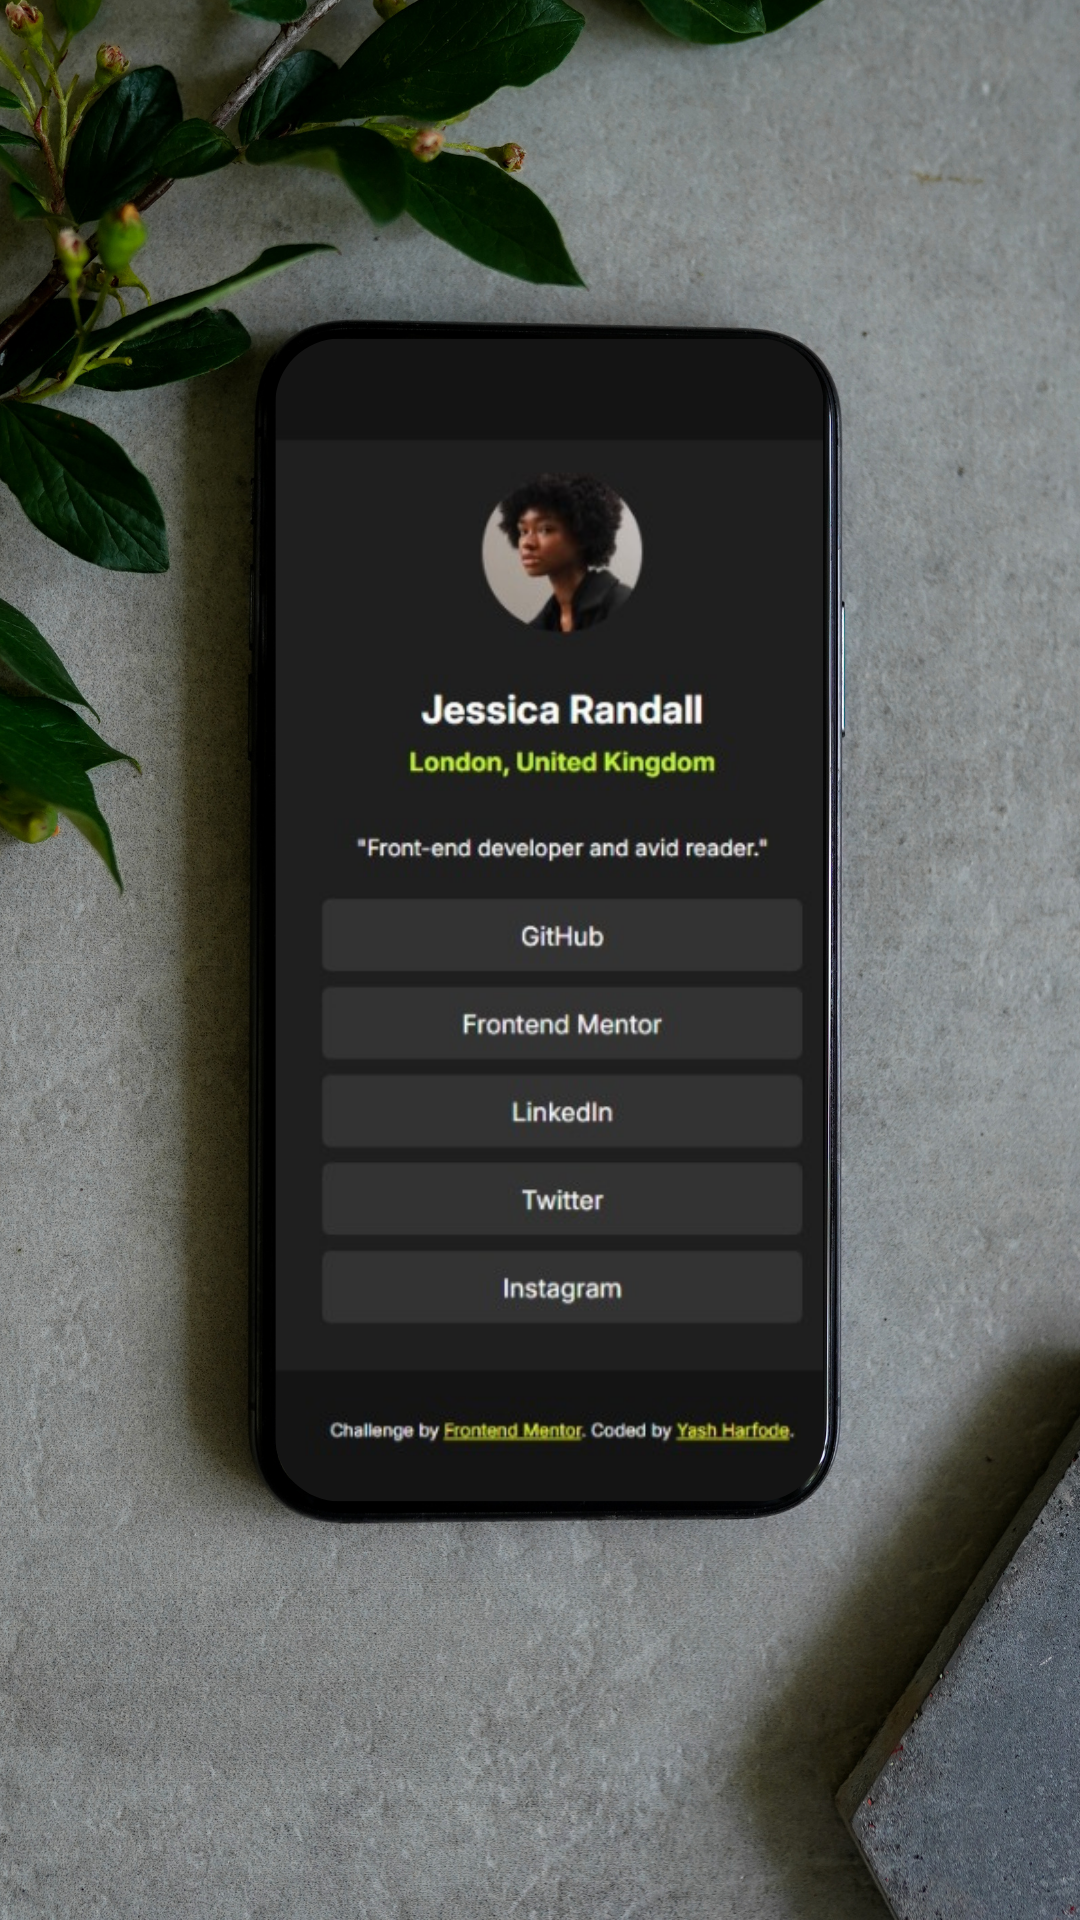 Jessica Randall
London, United Kingdom
"Front-end developer and avid reader."
GitHub
Frontend Mentor
LinkedIn
Twitter
Instagram
Challenge by Frontend Mentor. Coded by Yash Harfode.